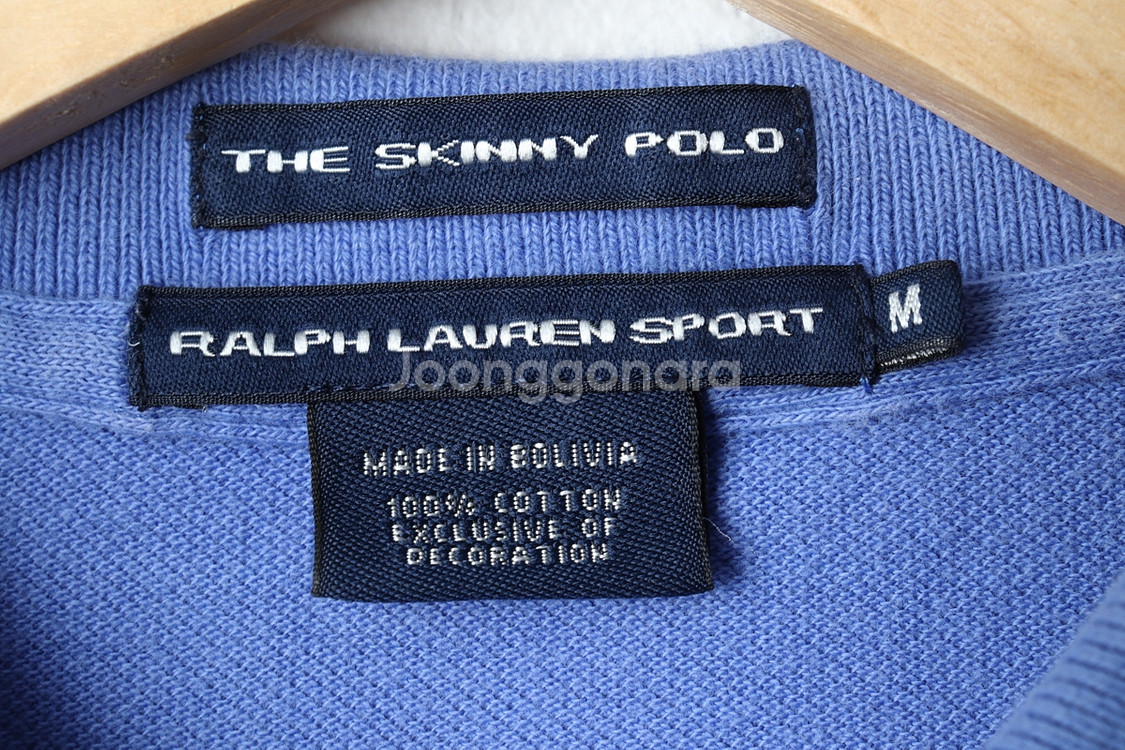 THE SKINNY POLO
RALPH LAUREN SPORT
M
Joonggonara
MADE IN BOLIVIA
100% COTTON
EXCLUSIVE OF
DECORATION